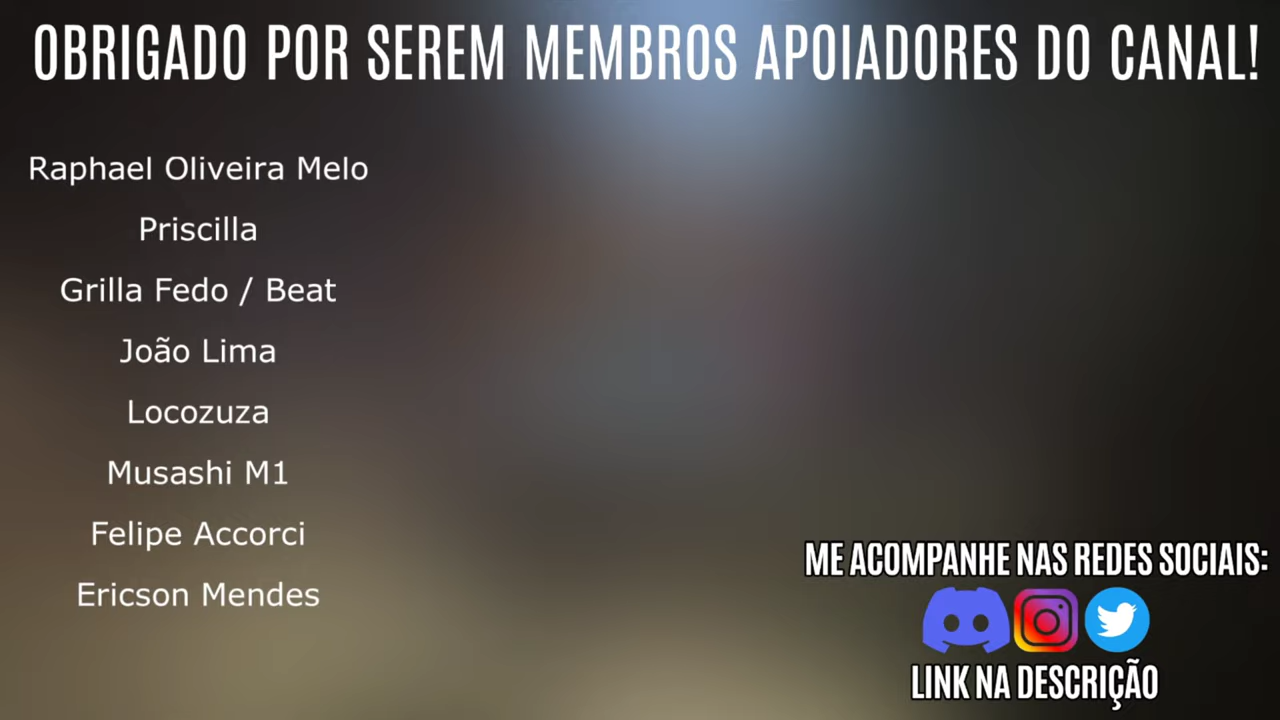 OBRIGADO POR SEREM MEMBROS APOIADORES DO CANAL!
Raphael Oliveira Melo
Priscilla
Grilla Fedo / Beat
João Lima
Locozuza
Musashi M1
Felipe Accorci
Ericson Mendes
ME ACOMPANHE NAS REDES SOCIAIS:
LINK NA DESCRIÇÃO